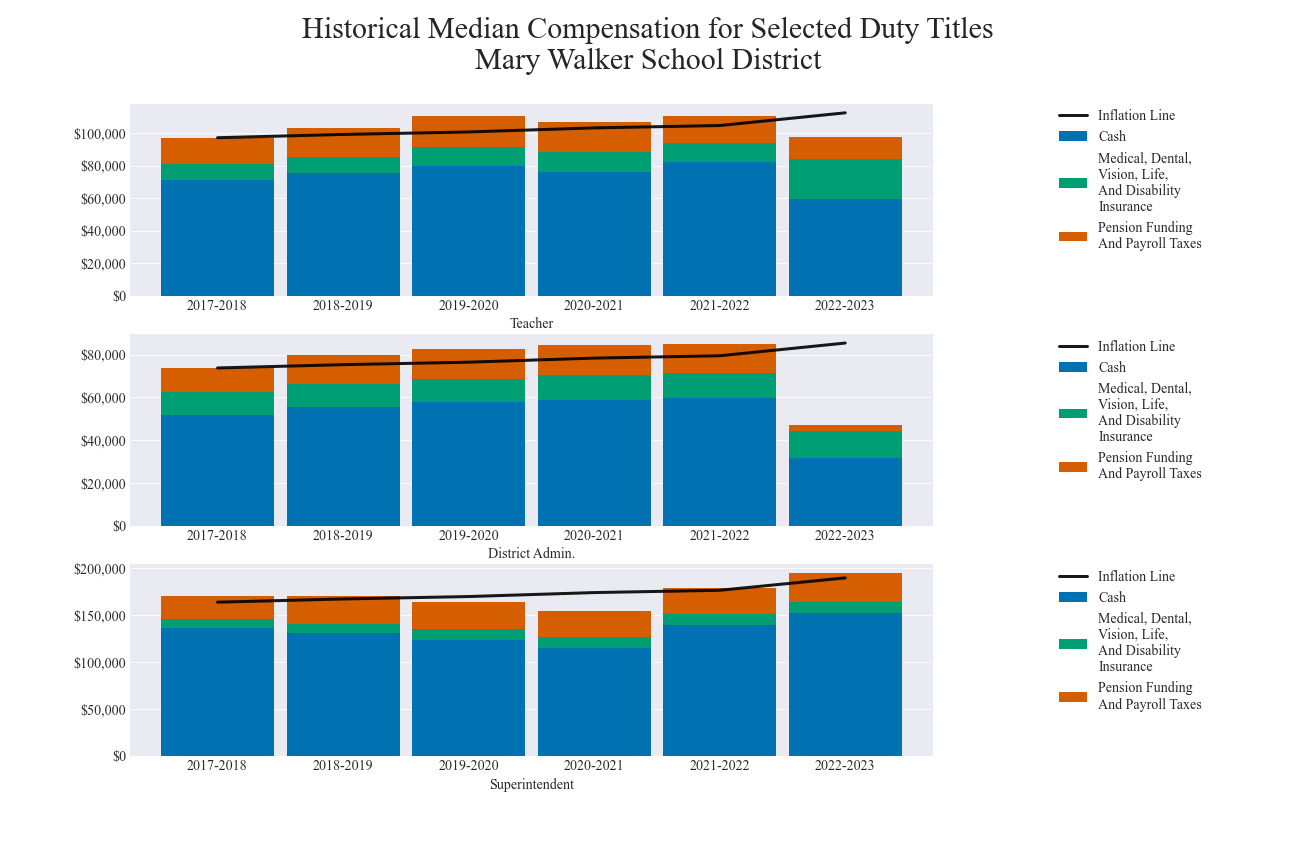 Historical Median Compensation for Selected Duty Titles
Mary Walker School District
$100,000
$80,000
$60,000
$40,000
$20,000
$0
2017-2018 2018-2019 2019-2020 2020-2021 2021-2022 2022-2023
Teacher
Inflation Line
Cash
Medical, Dental,
Vision, Life,
And Disability
Insurance
Pension Funding
And Payroll Taxes
$80,000
$60,000
$40,000
$20,000
$0
2017-2018 2018-2019 2019-2020 2020-2021 2021-2022 2022-2023
District Admin.
Inflation Line
Cash
Medical, Dental,
Vision, Life,
And Disability
Insurance
Pension Funding
And Payroll Taxes
$200,000
$150,000
$100,000
$50,000
$0
2017-2018 2018-2019 2019-2020 2020-2021 2021-2022 2022-2023
Superintendent
Inflation Line
Cash
Medical, Dental,
Vision, Life,
And Disability
Insurance
Pension Funding
And Payroll Taxes